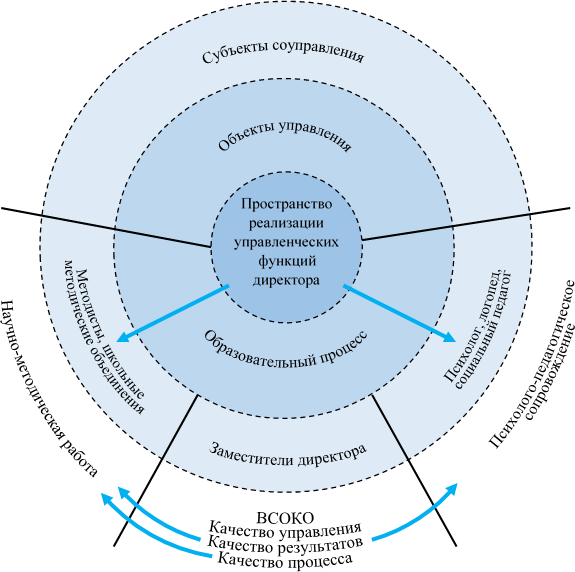 Субъекты соуправления
Объекты управления
Пространство
реализации
управленческих
функций
директора
Методисты, школьные
методические объединения
Образовательный процесс
Психолог, логопед,
социальный педагог
Научно-методическая работа
Психолого-педагогическое
сопровождение
Заместители директора
ВСОКО
Качество управления
Качество результатов
Качество процесса